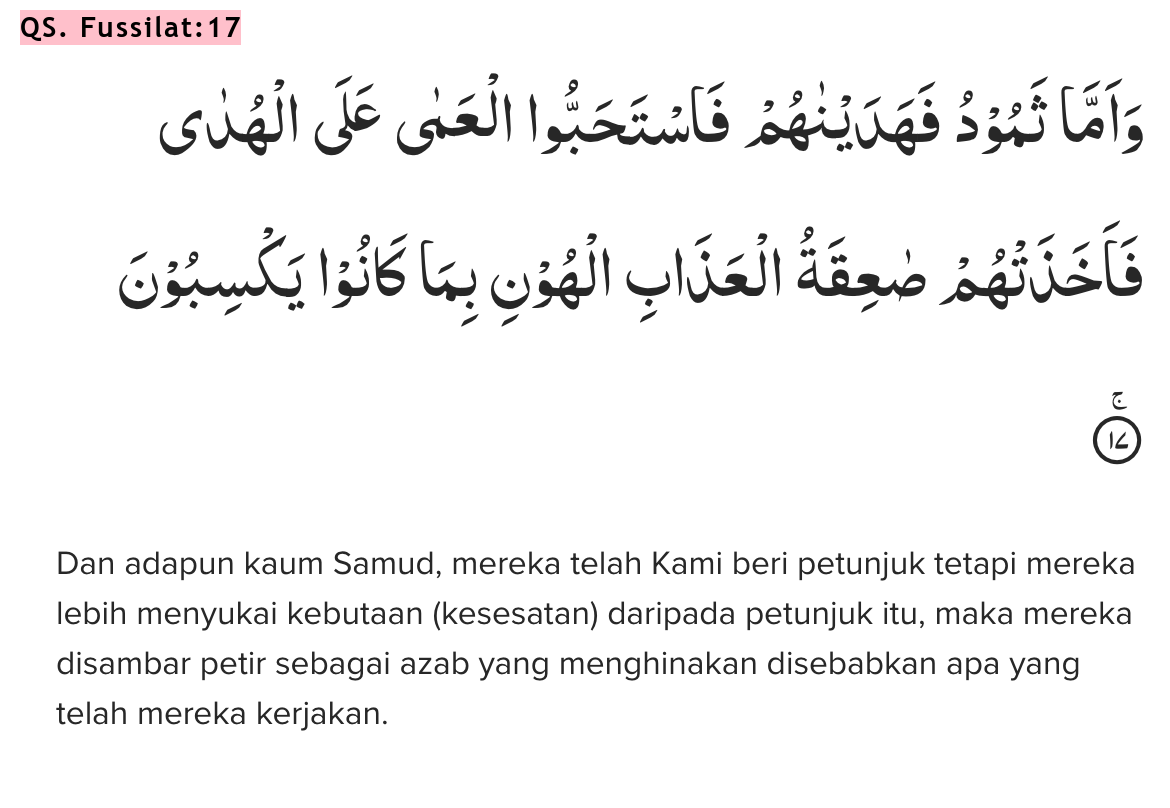 QS. Fussilat:17
وَاَمَّا ثَمُوْدُ فَهَدَيْنٰهُمْ فَاسْتَحَبُّوا الْعَمٰى عَلَى الْهُدٰى
فَاَخَذَتْهُمْ صٰعِقَةُ الْعَذَابِ الْهُوْنِ بِمَا كَانُوْا يَكْسِبُوْنَ
ۚ
١٧
Dan adapun kaum Samud, mereka telah Kami beri petunjuk tetapi mereka
lebih menyukai kebutaan (kesesatan) daripada petunjuk itu, maka mereka
disambar petir sebagai azab yang menghinakan disebabkan apa yang
telah mereka kerjakan.